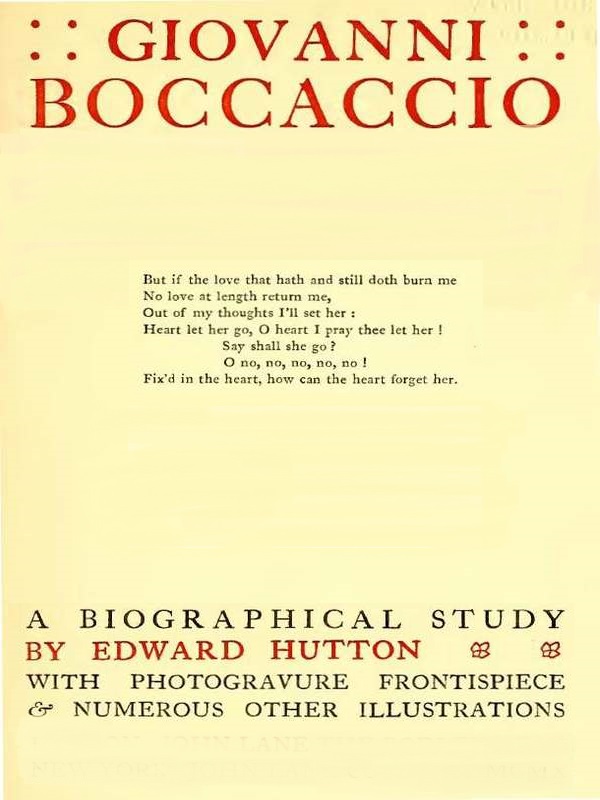 : : GIOVANNI : :
BOCCACCIO
But if the love that hath and still doth burn me
No love at length return me,
Out of my thoughts I'll set her :
Heart let her go, O heart I pray thee let her !
Say shall she go ?
O no, no, no, no, no !
Fix'd in the heart, how can the heart forget her.
A BIOGRAPHICAL STUDY
BY EDWARD HUTTON
WITH PHOTOGRAVURE FRONTISPIECE
& NUMEROUS OTHER ILLUSTRATIONS